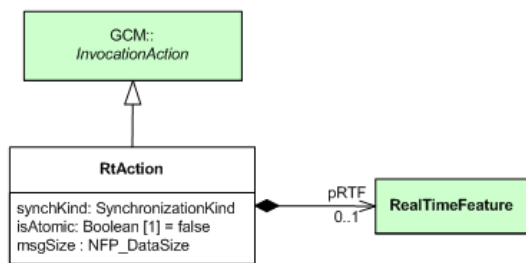 GCM::
InvocationAction
RtAction
synchKind: SynchronizationKind
isAtomic: Boolean [1] = false
msgSize : NFP_DataSize
pRTF
0..1
RealTimeFeature